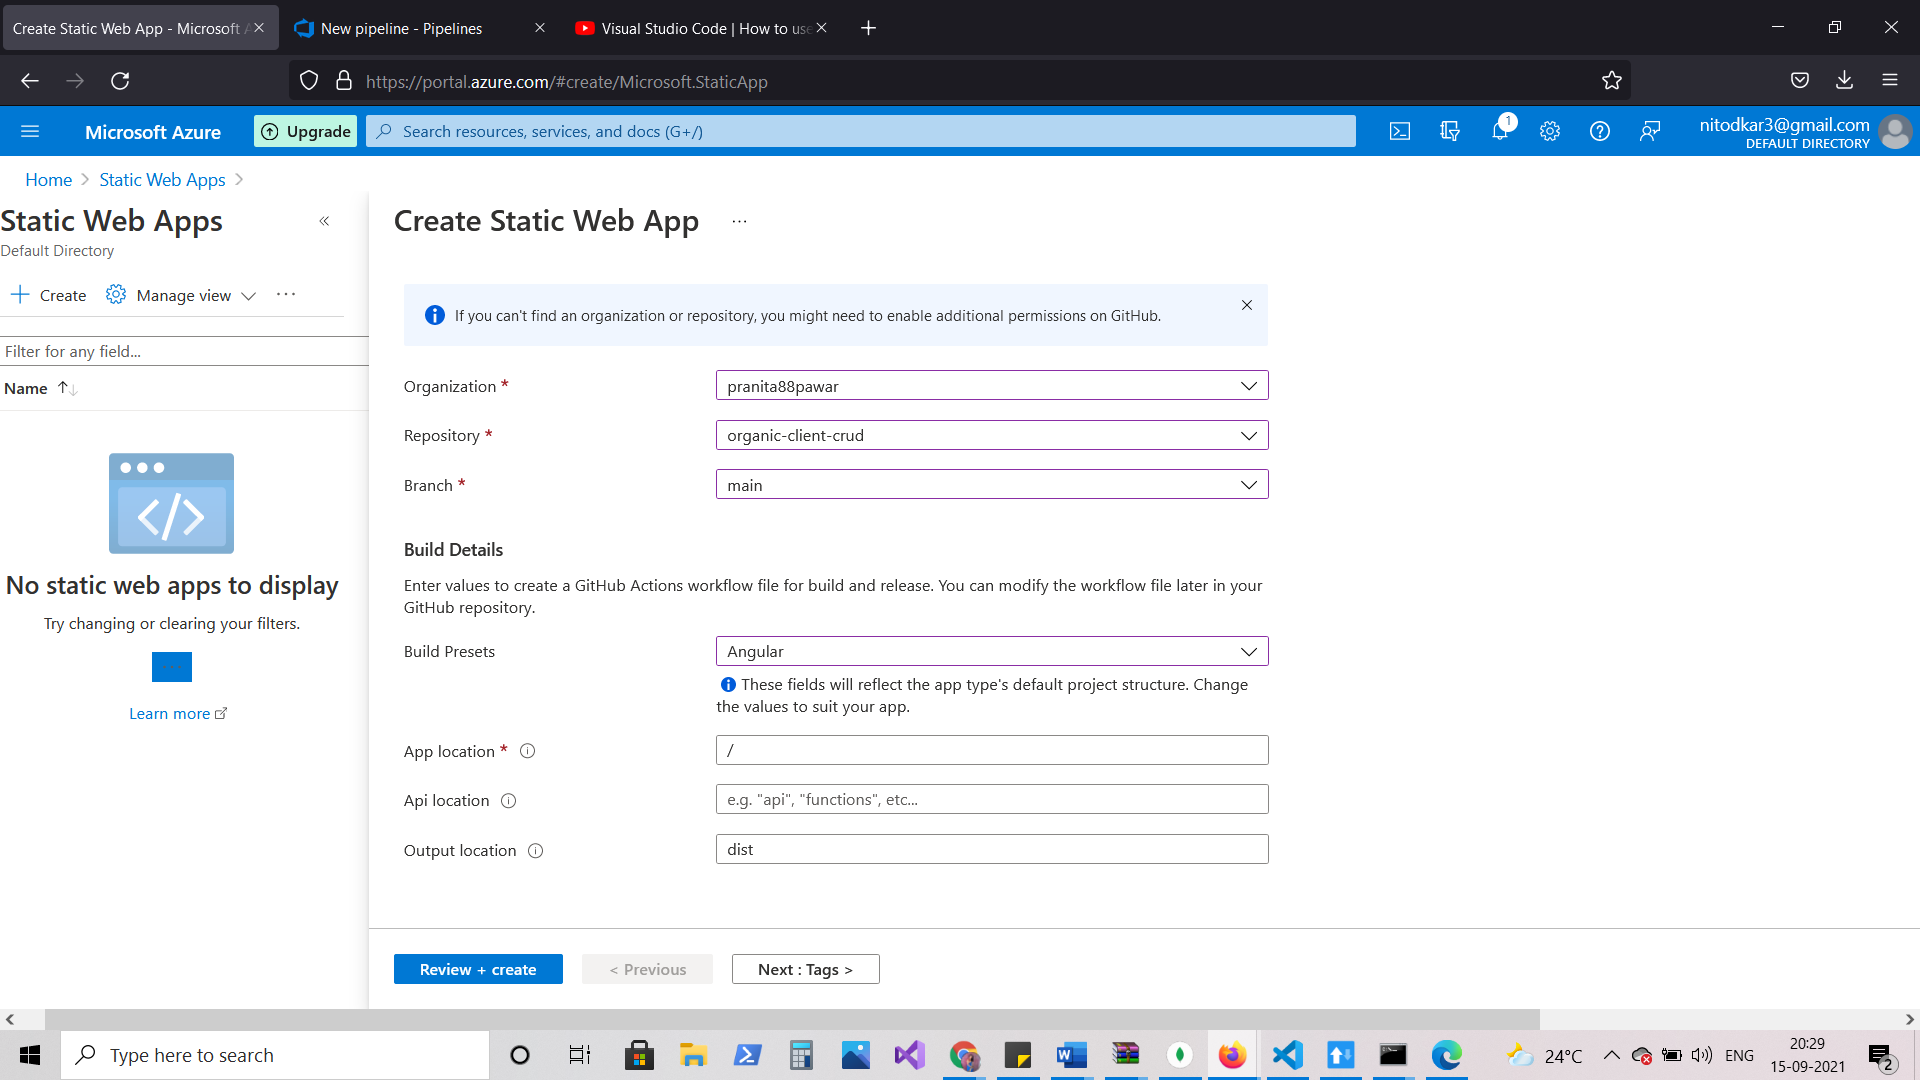 Create Static Web App - Microsoft A
New pipeline - Pipelines
Visual Studio Code | How to use
https://portal.azure.com/#create/Microsoft.StaticApp
Microsoft Azure
Upgrade
Search resources, services, and docs (G+/)
1
nitodkar3@gmail.com
DEFAULT DIRECTORY
Home > Static Web Apps >
Static Web Apps
«
Default Directory
Create
Manage view
···
Filter for any field...
Name ↑↓
No static web apps to display
Try changing or clearing your filters.
Learn more
Create Static Web App
···
If you can't find an organization or repository, you might need to enable additional permissions on GitHub.
Organization *
pranita88pawar
Repository *
organic-client-crud
Branch *
main
Build Details
Enter values to create a GitHub Actions workflow file for build and release. You can modify the workflow file later in your
GitHub repository.
Build Presets
Angular
These fields will reflect the app type's default project structure. Change
the values to suit your app.
App location *
/
Api location
e.g. "api", "functions", etc...
Output location
dist
Review + create
< Previous
Next : Tags >
Type here to search
24°C
ENG
20:29
15-09-2021
2